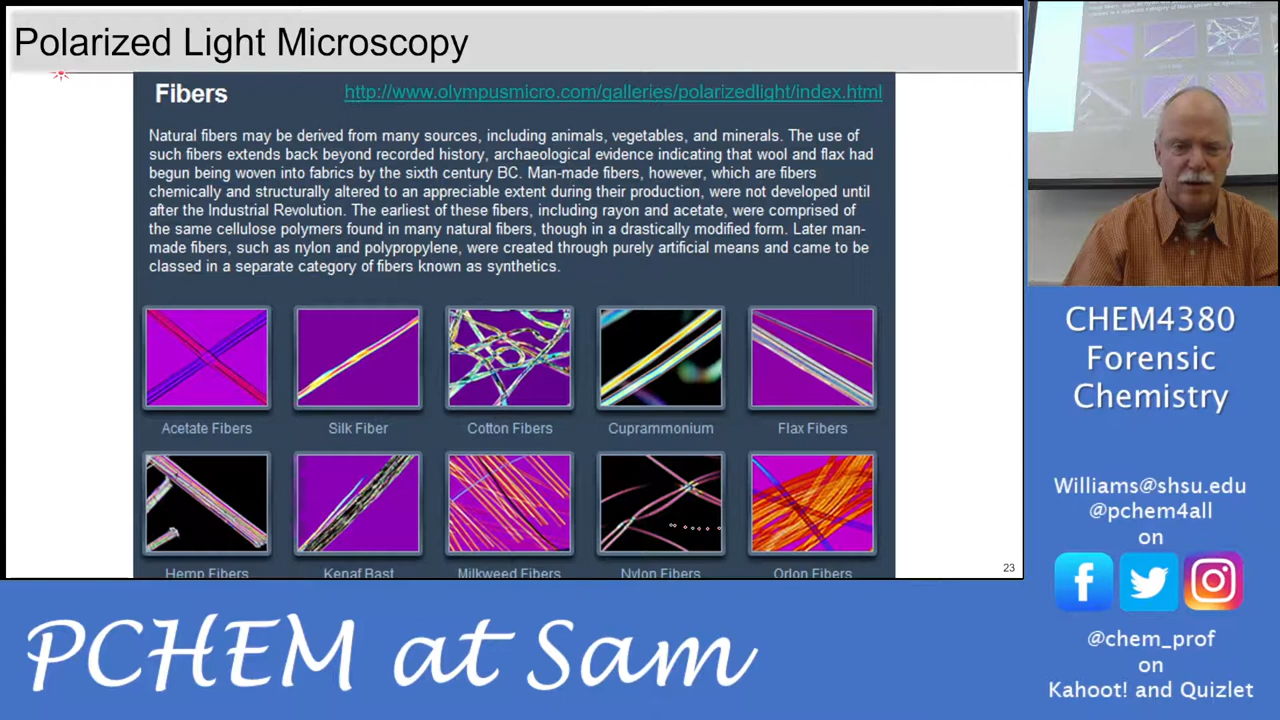 Polarized Light Microscopy
Fibers
http://www.olympusmicro.com/galleries/polarizedlight/index.html
Natural fibers may be derived from many sources, including animals, vegetables, and minerals. The use of
such fibers extends back beyond recorded history, archaeological evidence indicating that wool and flax had
begun being woven into fabrics by the sixth century BC. Man-made fibers, however, which are fibers
chemically and structurally altered to an appreciable extent during their production, were not developed until
after the Industrial Revolution. The earliest of these fibers, including rayon and acetate, were comprised of
the same cellulose polymers found in many natural fibers, though in a drastically modified form. Later man-
made fibers, such as nylon and polypropylene, were created through purely artificial means and came to be
classed in a separate category of fibers known as synthetics.
Acetate Fibers
Silk Fiber
Cotton Fibers
Cuprammonium
Flax Fibers
Hemp Fibers
Kenaf Bast
Milkweed Fibers
Nylon Fibers
Orlon Fibers
23
CHEM4380
Forensic
Chemistry
Williams@shsu.edu
@pchem4all
on
@chem_prof
on
Kahoot! and Quizlet
PCHEM at Sam